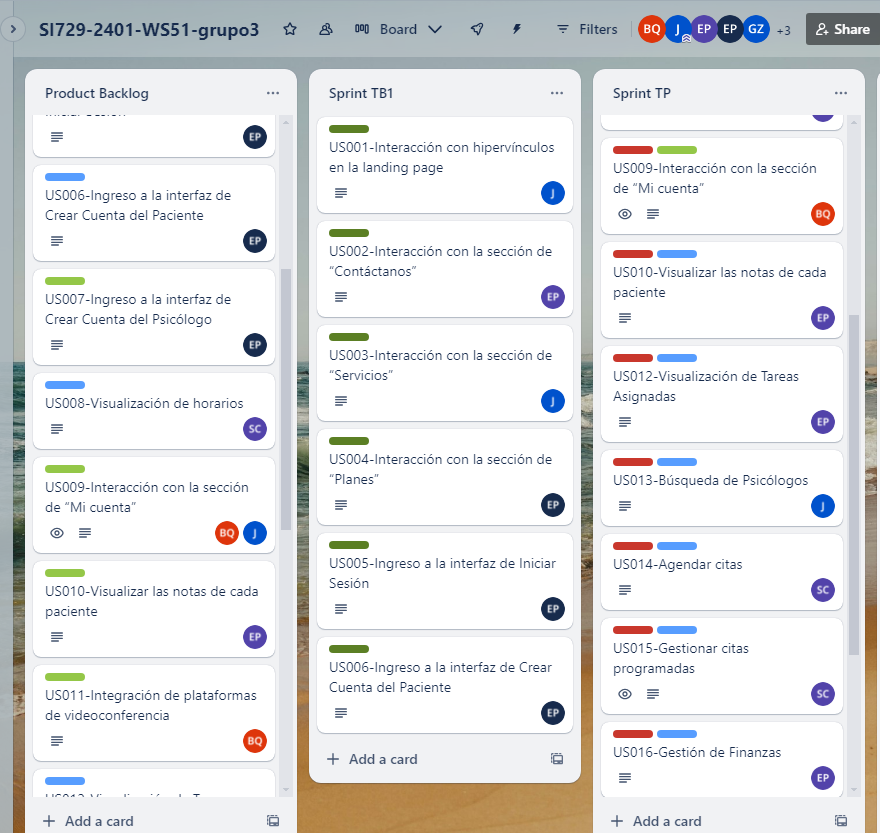 SI729-2401-WS51-grupo3
Board
Filters
BQ
J
EP
EP
GZ
+3
Share
Product Backlog
Iniciar Sesión
EP
US006-Ingreso a la interfaz de
Crear Cuenta del Paciente
EP
US007-Ingreso a la interfaz de
Crear Cuenta del Psicólogo
EP
US008-Visualización de horarios
SC
US009-Interacción con la sección
de “Mi cuenta”
BQ
J
US010-Visualizar las notas de cada
paciente
EP
US011-Integración de plataformas
de videoconferencia
BQ
Add a card
Sprint TB1
US001-Interacción con hipervínculos
en la landing page
J
US002-Interacción con la sección de
“Contáctanos”
EP
US003-Interacción con la sección de
“Servicios”
J
US004-Interacción con la sección de
“Planes”
EP
US005-Ingreso a la interfaz de Iniciar
Sesión
EP
US006-Ingreso a la interfaz de Crear
Cuenta del Paciente
EP
Add a card
Sprint TP
US009-Interacción con la sección
de “Mi cuenta”
BQ
US010-Visualizar las notas de cada
paciente
EP
US012-Visualización de Tareas
Asignadas
EP
US013-Búsqueda de Psicólogos
J
US014-Agendar citas
SC
US015-Gestionar citas
programadas
SC
US016-Gestión de Finanzas
EP
Add a card